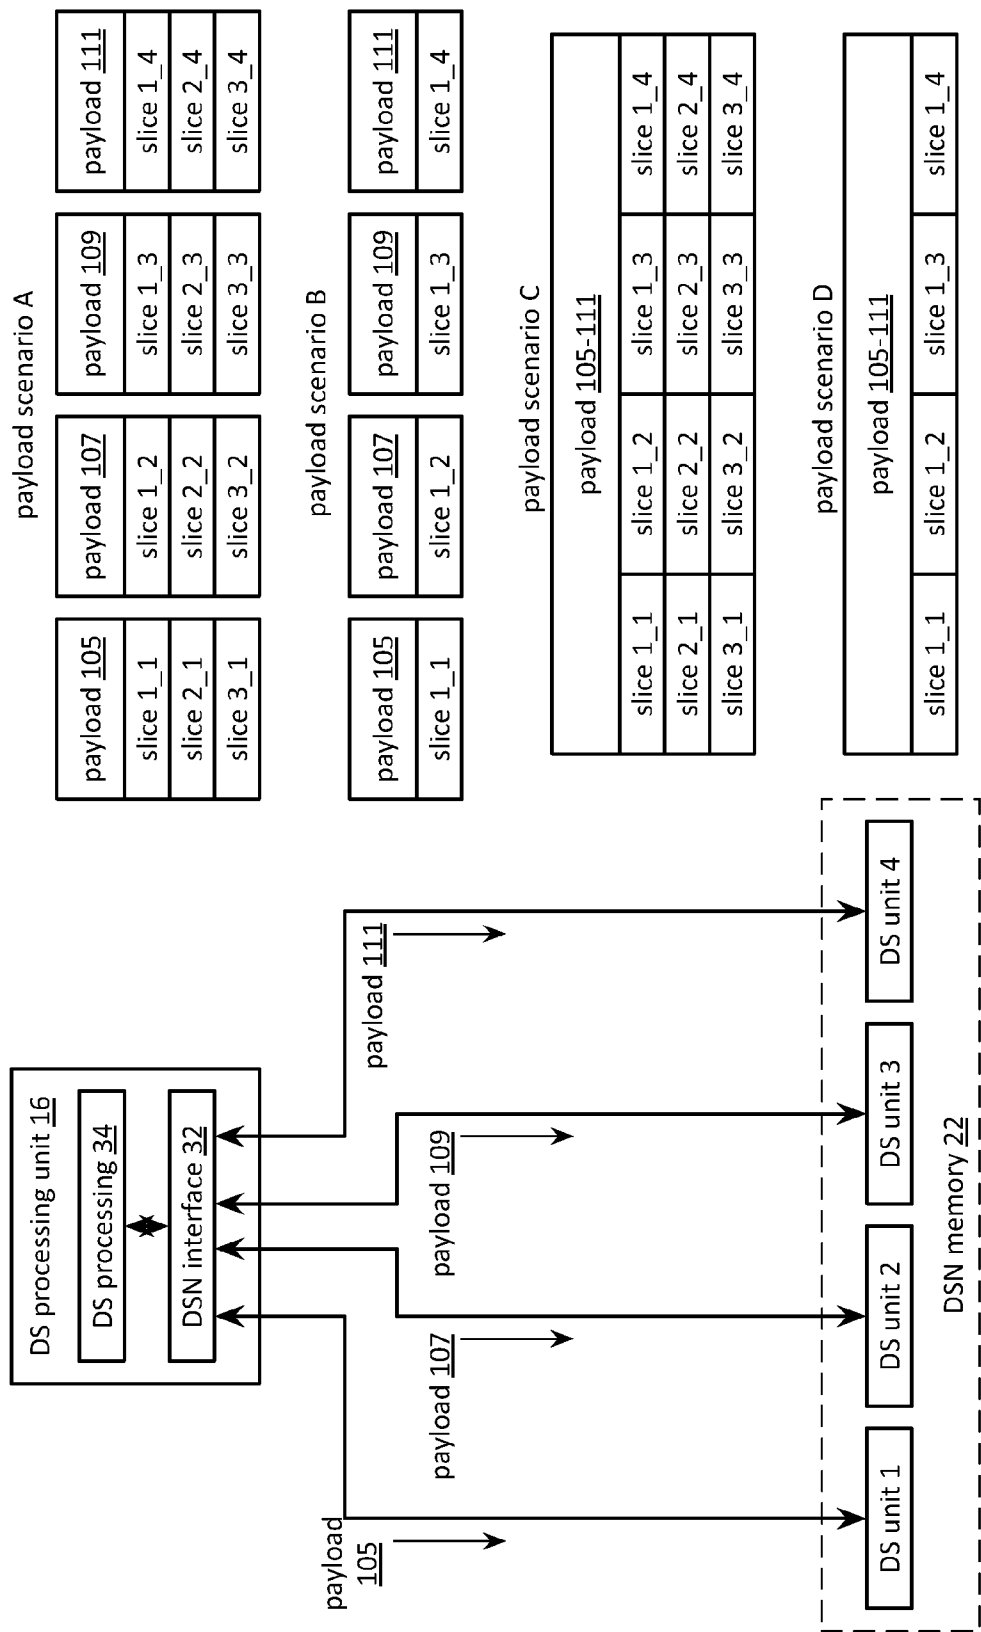 DS processing unit 16
DS processing 34
DSN interface 32
payload
105
payload 107
payload 109
payload 111
DS unit 1
DS unit 2
DS unit 3
DS unit 4
DSN memory 22
payload scenario A
payload 105
payload 107
payload 109
payload 111
slice 1_1
slice 1_2
slice 1_3
slice 1_4
slice 2_1
slice 2_2
slice 2_3
slice 2_4
slice 3_1
slice 3_2
slice 3_3
slice 3_4
payload scenario B
payload 105
payload 107
payload 109
payload 111
slice 1_1
slice 1_2
slice 1_3
slice 1_4
payload scenario C
payload 105-111
slice 1_1
slice 1_2
slice 1_3
slice 1_4
slice 2_1
slice 2_2
slice 2_3
slice 2_4
slice 3_1
slice 3_2
slice 3_3
slice 3_4
payload scenario D
payload 105-111
slice 1_1
slice 1_2
slice 1_3
slice 1_4